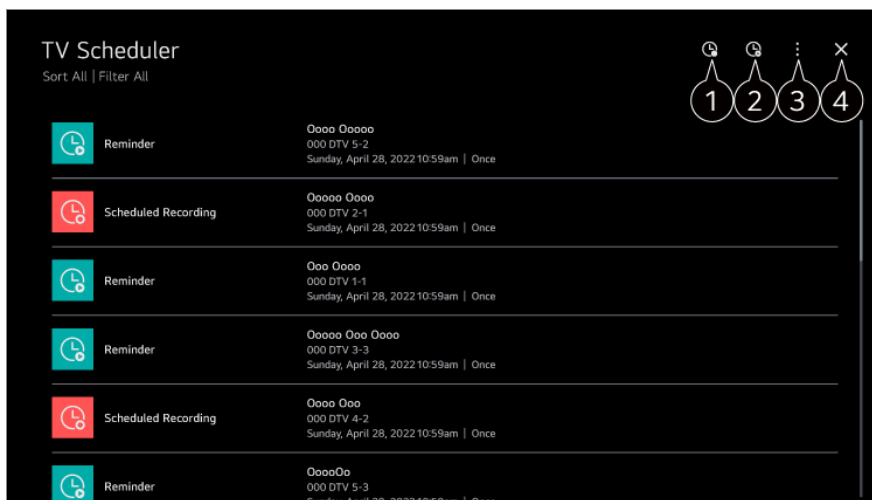 TV Scheduler
Sort All | Filter All
1 2 3 4
Reminder
Oooo Ooooo
000 DTV 5-2
Sunday, April 28, 2022 10:59am | Once
Scheduled Recording
Ooooo Oooo
000 DTV 2-1
Sunday, April 28, 2022 10:59am | Once
Reminder
Ooo Oooo
000 DTV 1-1
Sunday, April 28, 2022 10:59am | Once
Reminder
Ooooo Ooo Oooo
000 DTV 3-3
Sunday, April 28, 2022 10:59am | Once
Scheduled Recording
Oooo Ooo
000 DTV 4-2
Sunday, April 28, 2022 10:59am | Once
Reminder
OoooOo
000 DTV 5-3